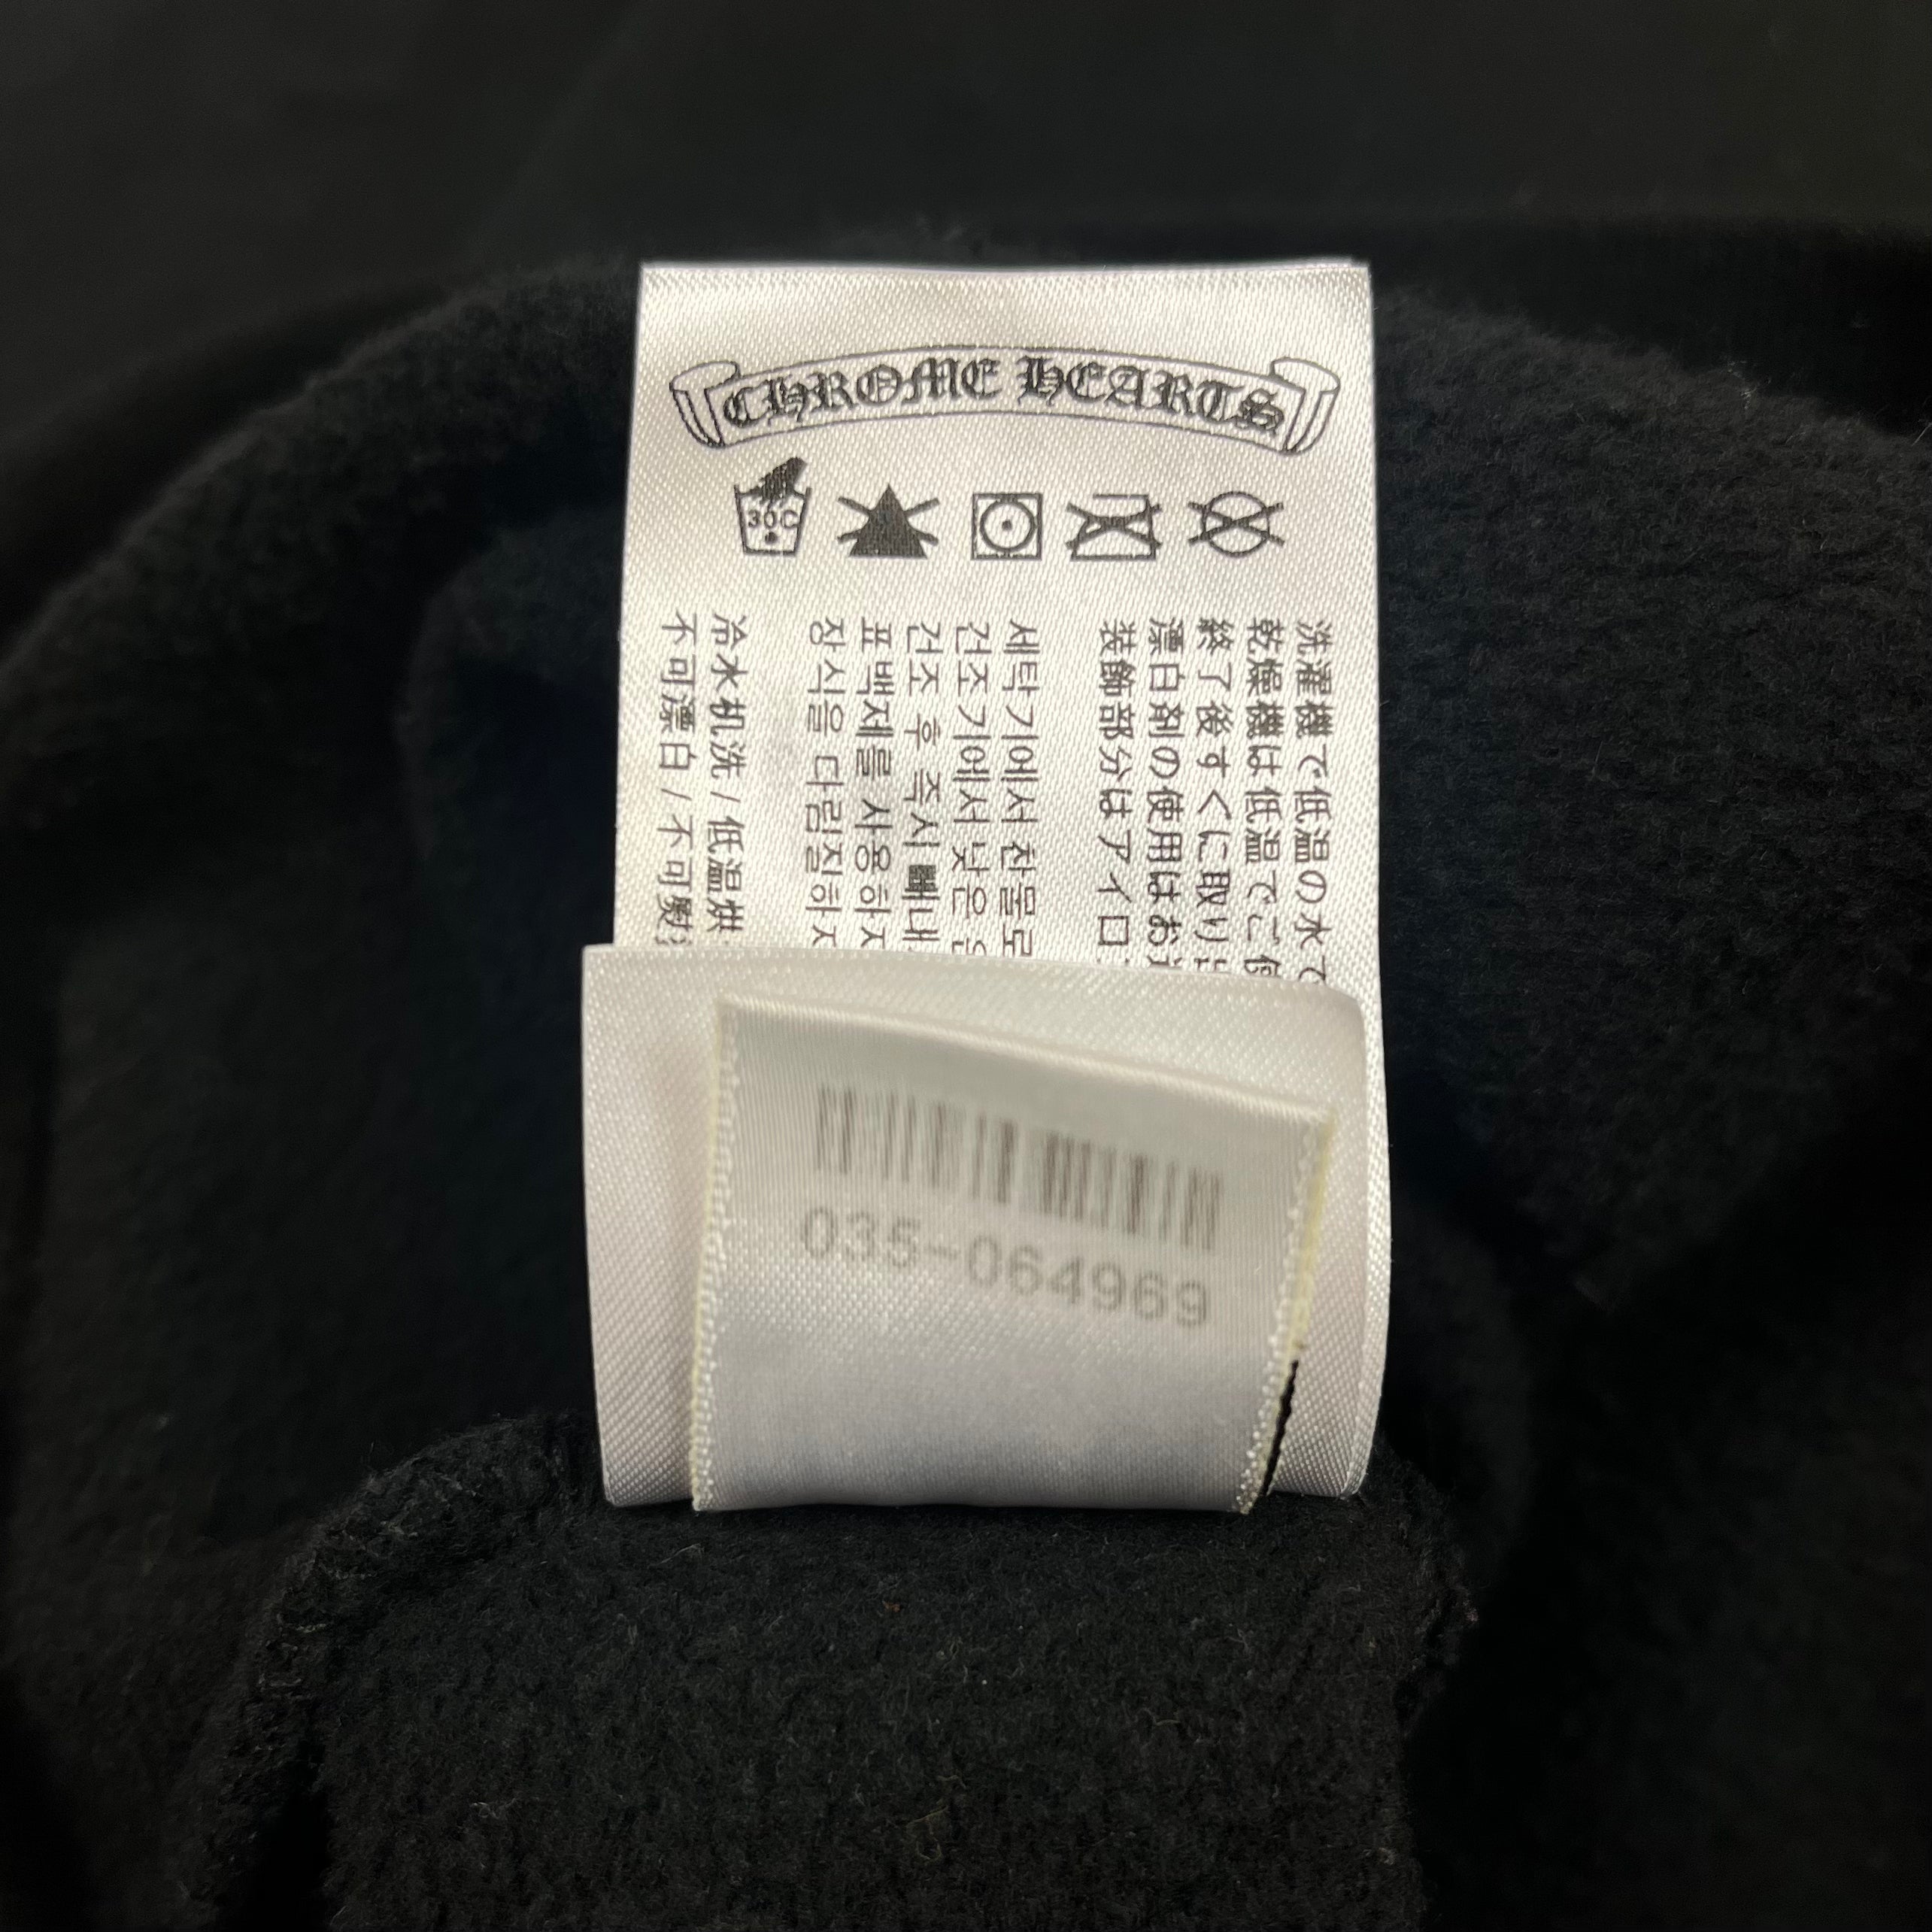 CHROME HEARTS
30C
洗濯機で低温の水で
乾燥機は低温でご使
終了後すぐに取り出
漂白剤の使用はお
装飾部分はアイロ
세탁기에서 찬물로
건조기에서 낮은
건조 후 즉시 빼내
표백제를 사용하지
장식을 다림질하지
冷水机洗 / 低温烘
不可漂白 / 不可熨
035-064969